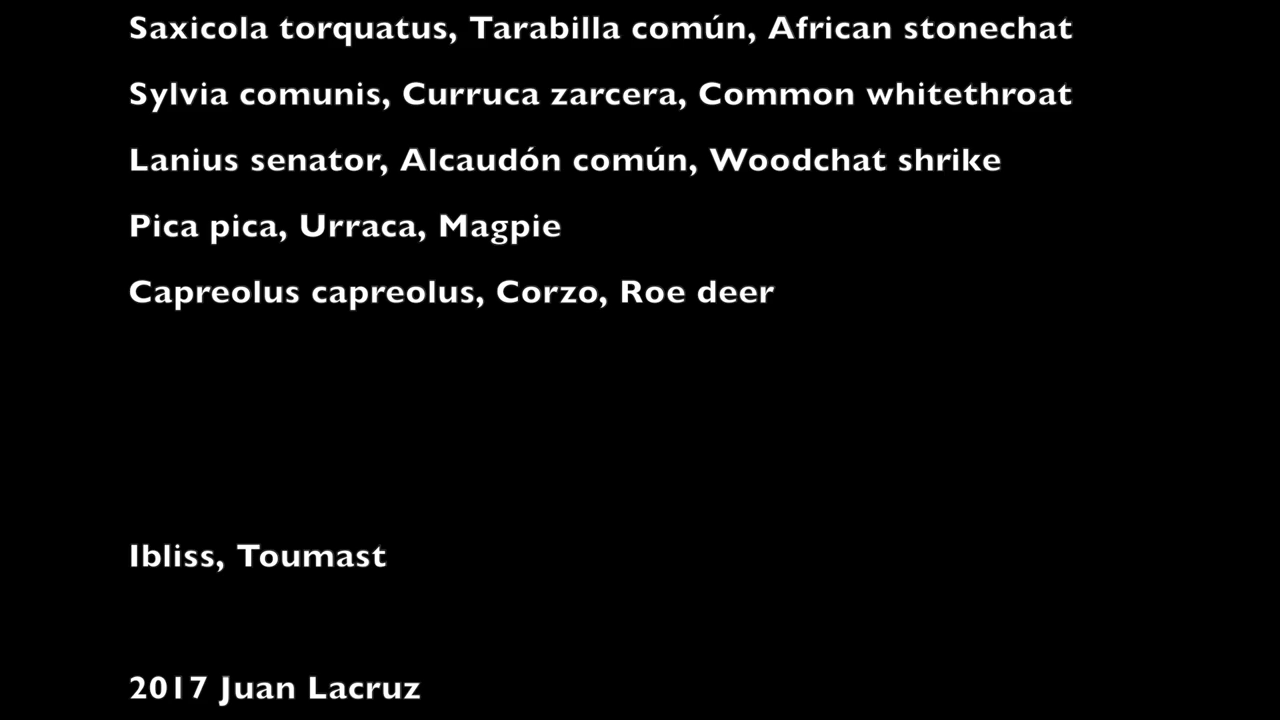 Saxicola torquatus, Tarabilla común, African stonechat
Sylvia comunis, Curruca zarcera, Common whitethroat
Lanius senator, Alcaudón común, Woodchat shrike
Pica pica, Urraca, Magpie
Capreolus capreolus, Corzo, Roe deer
Ibliss, Toumast
2017 Juan Lacruz